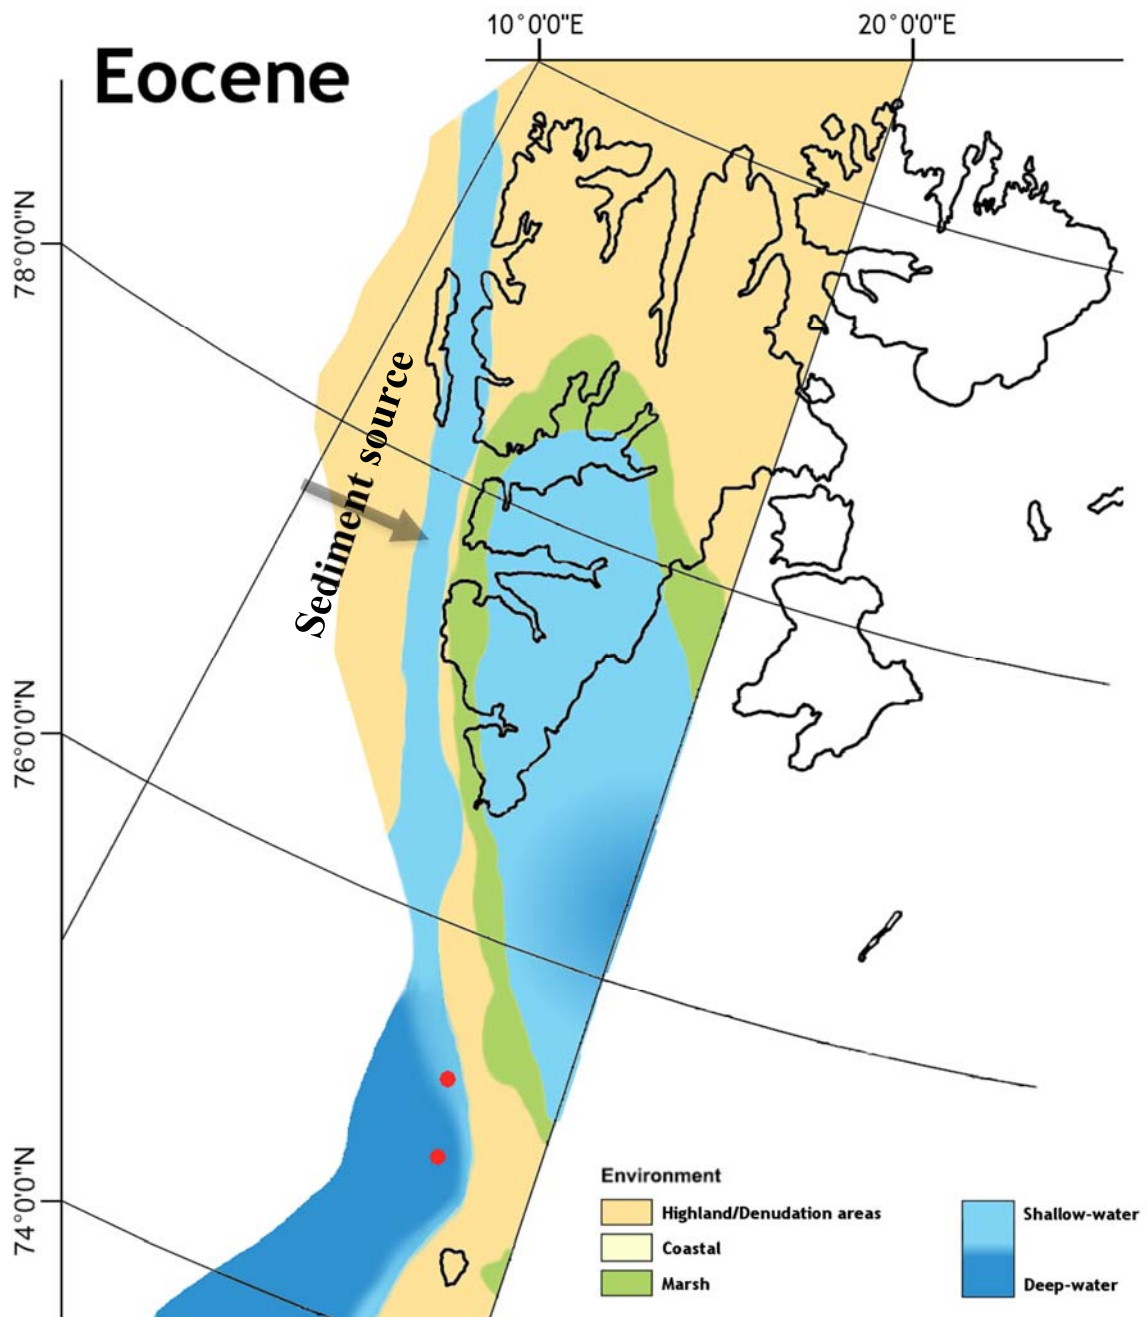 10°0'0"E
20°0'0"E
Eocene
78°0'0"N
Sediment source
76°0'0"N
74°0'0"N
Environment
Highland/Denudation areas
Coastal
Marsh
Shallow-water
Deep-water